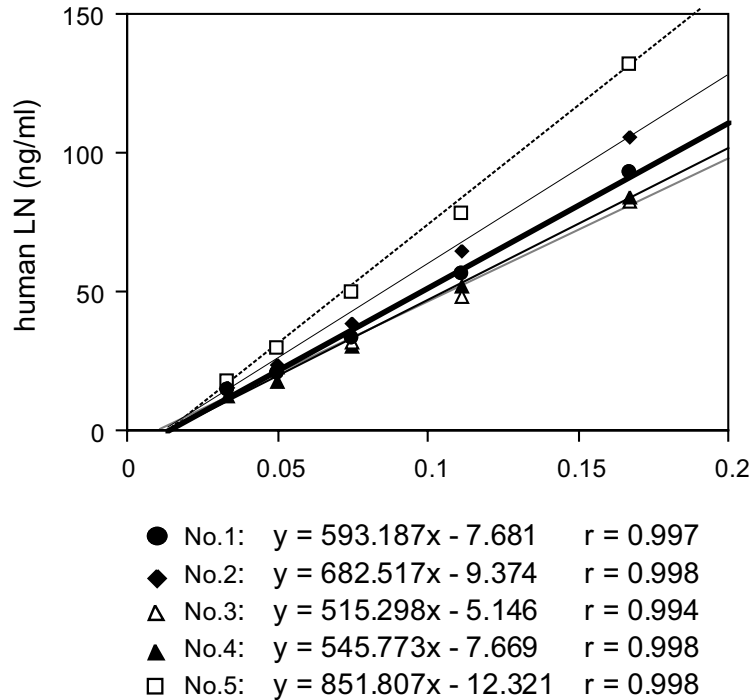 150
100
50
0
human LN (ng/ml)
0 0.05 0.1 0.15 0.2
No.1: y = 593.187x - 7.681 r = 0.997
No.2: y = 682.517x - 9.374 r = 0.998
No.3: y = 515.298x - 5.146 r = 0.994
No.4: y = 545.773x - 7.669 r = 0.998
No.5: y = 851.807x - 12.321 r = 0.998